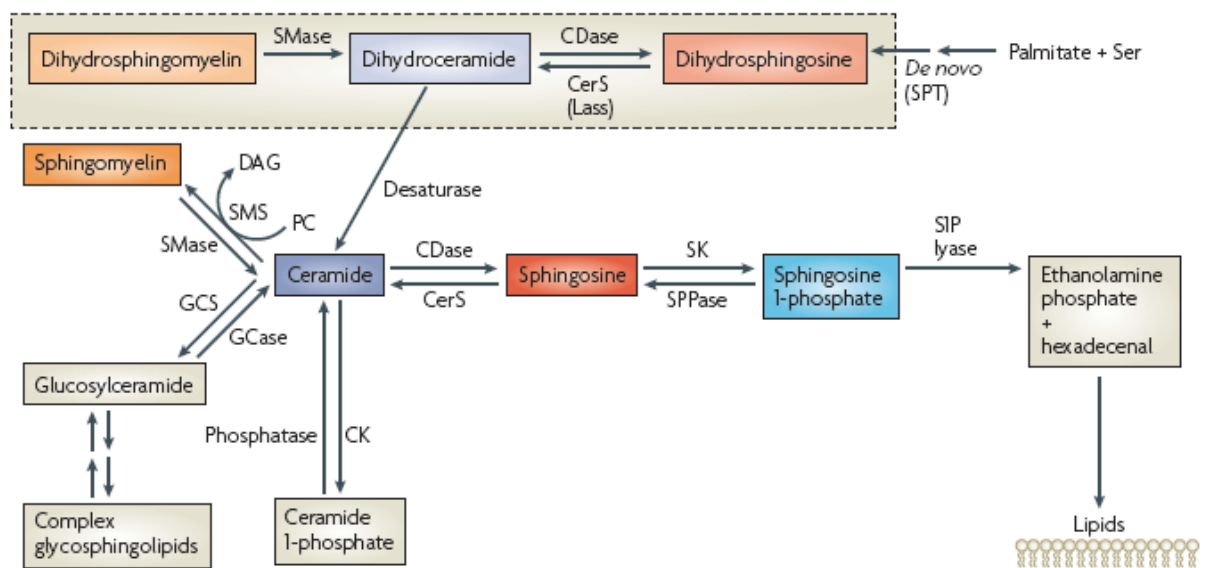 SMase
CDase
Dihydrosphingomyelin
Dihydroceramide
Dihydrosphingosine
Palmitate + Ser
CerS
(Lass)
De novo
(SPT)
Sphingomyelin
DAG
Desaturase
SMS
PC
SMase
Ceramide
CDase
CerS
Sphingosine
SK
SPPase
Sphingosine
1-phosphate
SIP
lyase
Ethanolamine
phosphate
+
hexadecenal
GCS
GCase
Glucosylceramide
Phosphatase
CK
Complex
glycosphingolipids
Ceramide
1-phosphate
Lipids